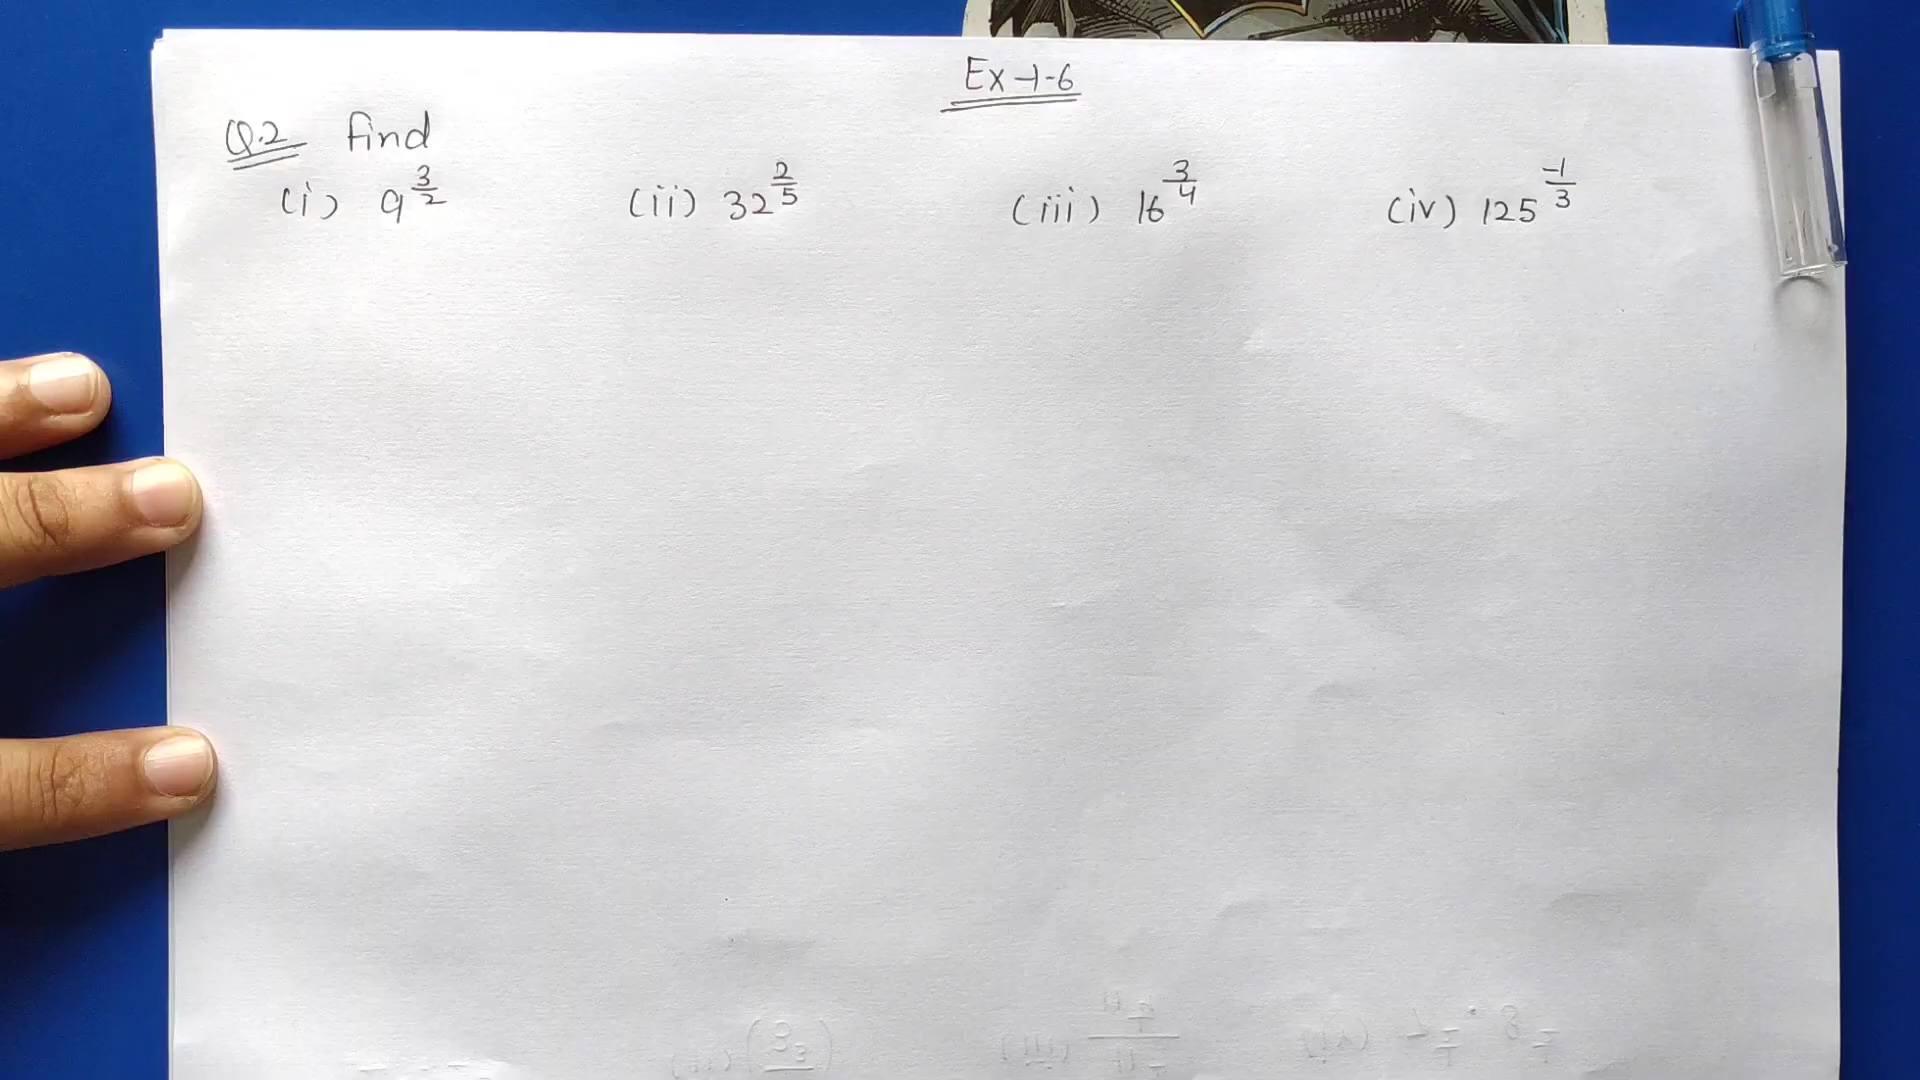 Ex-1-6
Q.2 find
(i) 9^(3/2) (ii) 32^(2/5) (iii) 16^(3/4) (iv) 125^(-1/3)